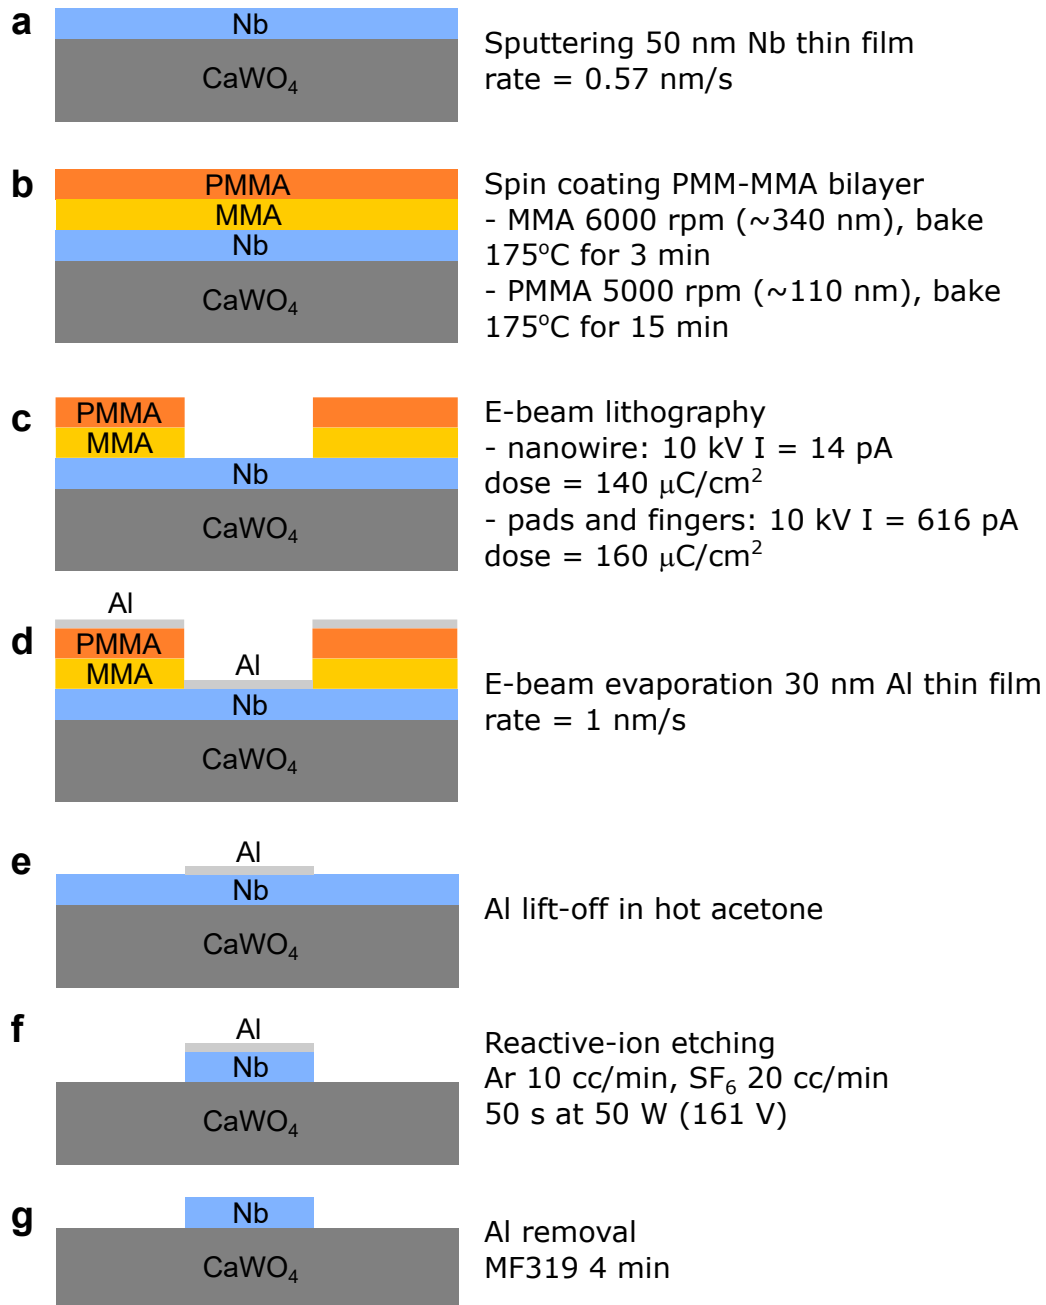 a
Nb
CaWO₄
Sputtering 50 nm Nb thin film
rate = 0.57 nm/s
b
PMMA
MMA
Nb
CaWO₄
Spin coating PMM-MMA bilayer
- MMA 6000 rpm (~340 nm), bake
175°C for 3 min
- PMMA 5000 rpm (~110 nm), bake
175°C for 15 min
c
PMMA
MMA
Nb
CaWO₄
E-beam lithography
- nanowire: 10 kV I = 14 pA
dose = 140 μC/cm²
- pads and fingers: 10 kV I = 616 pA
dose = 160 μC/cm²
d
Al
PMMA
MMA
Al
Nb
CaWO₄
E-beam evaporation 30 nm Al thin film
rate = 1 nm/s
e
Al
Nb
CaWO₄
Al lift-off in hot acetone
f
Al
Nb
CaWO₄
Reactive-ion etching
Ar 10 cc/min, SF₆ 20 cc/min
50 s at 50 W (161 V)
g
Nb
CaWO₄
Al removal
MF319 4 min